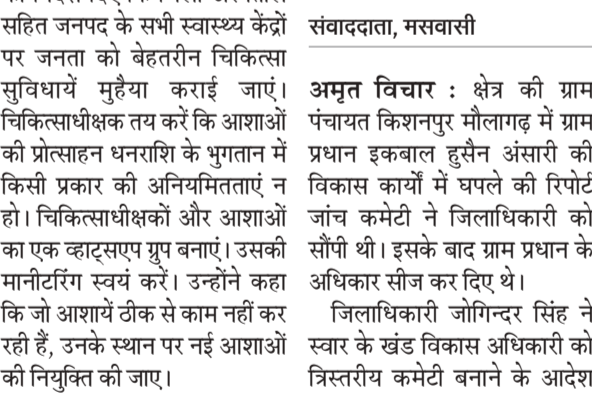 सहित जनपद के सभी स्वास्थ्य केंद्रों
पर जनता को बेहतरीन चिकित्सा
सुविधायें मुहैया कराई जाएं।
चिकित्साधीक्षक तय करें कि आशाओं
की प्रोत्साहन धनराशि के भुगतान में
किसी प्रकार की अनियमितताएं न
हो। चिकित्साधीक्षकों और आशाओं
का एक व्हाट्सएप ग्रुप बनाएं। उसकी
मानीटरिंग स्वयं करें। उन्होंने कहा
कि जो आशायें ठीक से काम नहीं कर
रही हैं, उनके स्थान पर नई आशाओं
की नियुक्ति की जाए।
संवाददाता, मसवासी
अमृत विचार : क्षेत्र की ग्राम
पंचायत किशनपुर मौलागढ़ में ग्राम
प्रधान इकबाल हुसैन अंसारी की
विकास कार्यों में घपले की रिपोर्ट
जांच कमेटी ने जिलाधिकारी को
सौंपी थी। इसके बाद ग्राम प्रधान के
अधिकार सीज कर दिए थे।
जिलाधिकारी जोगिन्दर सिंह ने
स्वार के खंड विकास अधिकारी को
त्रिस्तरीय कमेटी बनाने के आदेश